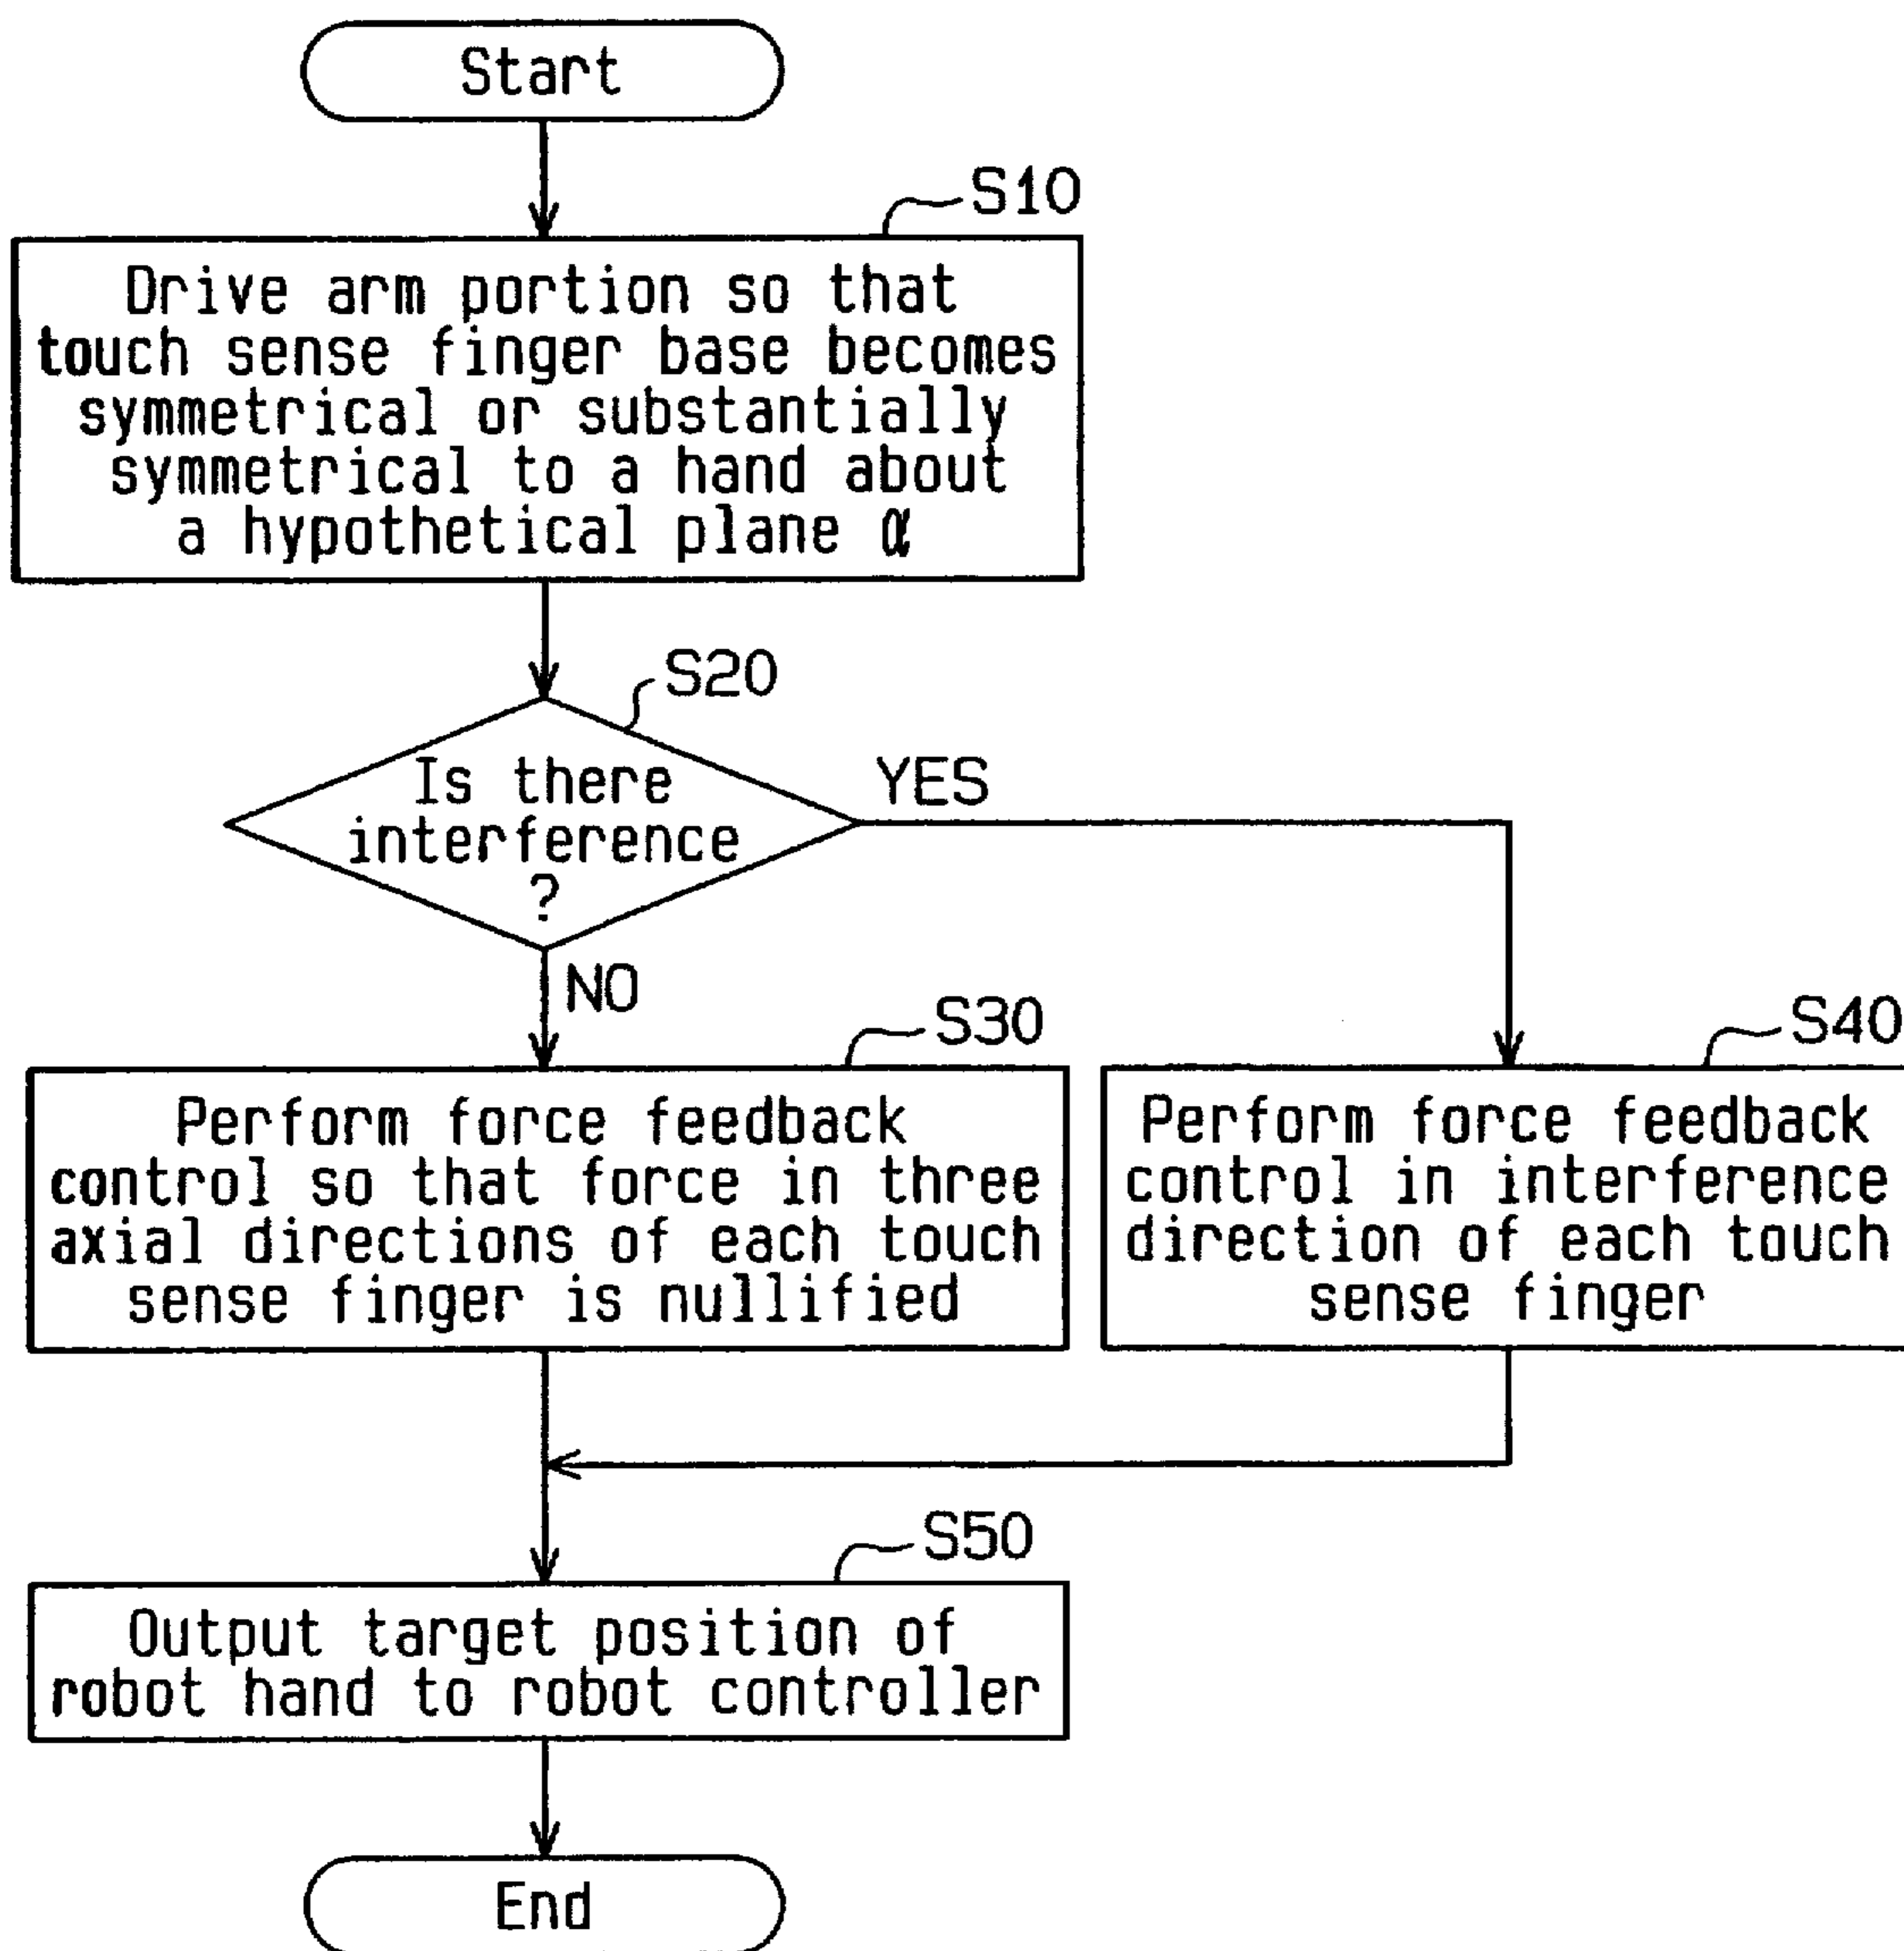 Start
S10
Drive arm portion so that
touch sense finger base becomes
symmetrical or substantially
symmetrical to a hand about
a hypothetical plane α
S20
Is there
interference
?
YES
NO
S30
Perform force feedback
control so that force in three
axial directions of each touch
sense finger is nullified
S40
Perform force feedback
control in interference
direction of each touch
sense finger
S50
Output target position of
robot hand to robot controller
End